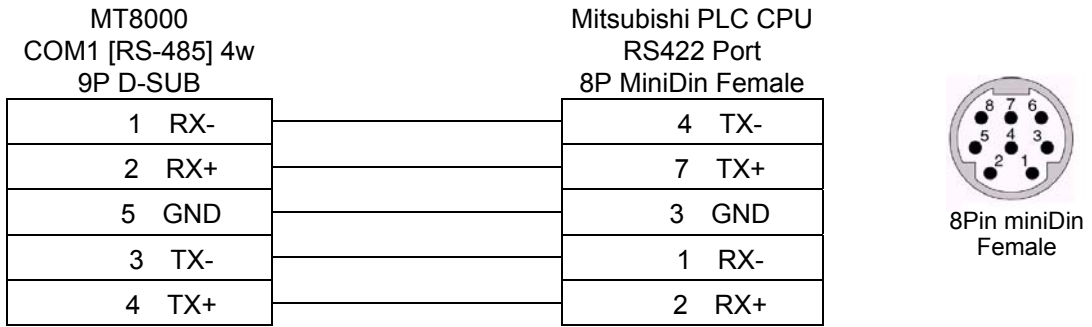 MT8000
COM1 [RS-485] 4w
9P D-SUB
Mitsubishi PLC CPU
RS422 Port
8P MiniDin Female
1 RX- 4 TX-
2 RX+ 7 TX+
5 GND 3 GND
3 TX- 1 RX-
4 TX+ 2 RX+
8 7 6
5 4 3
2 1
8Pin miniDin
Female